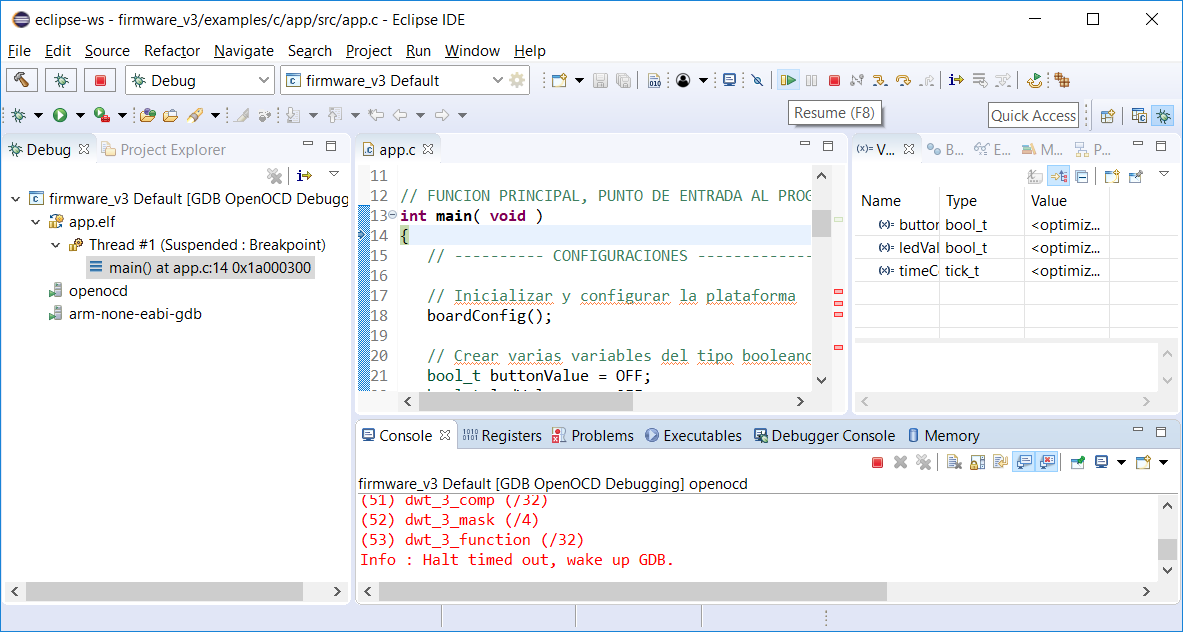 eclipse-ws - firmware_v3/examples/c/app/src/app.c - Eclipse IDE
File Edit Source Refactor Navigate Search Project Run Window Help
Debug firmware_v3 Default
Resume (F8) Quick Access
Debug Project Explorer
firmware_v3 Default [GDB OpenOCD Debugg
app.elf
Thread #1 (Suspended : Breakpoint)
main() at app.c:14 0x1a000300
openocd
arm-none-eabi-gdb
app.c
11
12 // FUNCION PRINCIPAL, PUNTO DE ENTRADA AL PROG
13 int main( void )
14 {
15 // ---------- CONFIGURACIONES -------------
16
17 // Inicializar y configurar la plataforma
18 boardConfig();
19
20 // Crear varias variables del tipo booleano
21 bool_t buttonValue = OFF;
(x)= V... B... E... M... P...
Name Type Value
(x)= button bool_t <optimiz...
(x)= ledVal bool_t <optimiz...
(x)= timeC tick_t <optimiz...
Console Registers Problems Executables Debugger Console Memory
firmware_v3 Default [GDB OpenOCD Debugging] openocd
(51) dwt_3_comp (/32)
(52) dwt_3_mask (/4)
(53) dwt_3_function (/32)
Info : Halt timed out, wake up GDB.